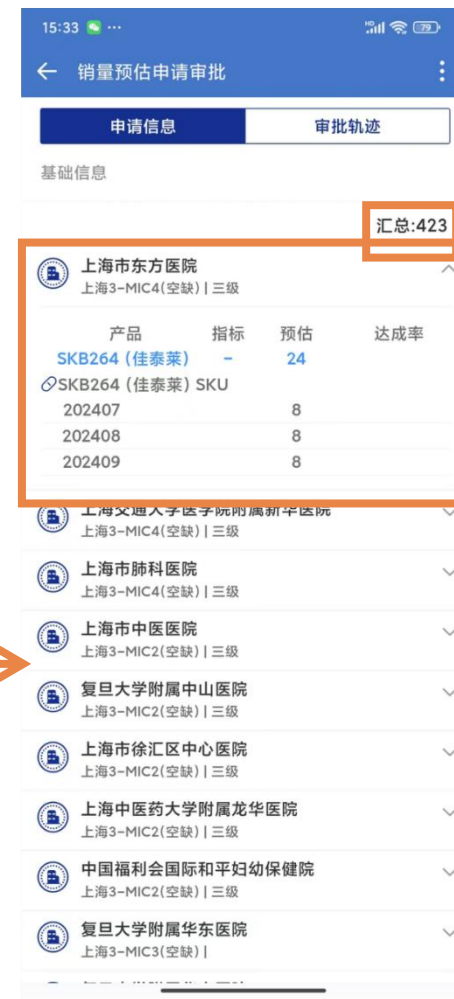 15:33 ···
HD 79
销量预估申请审批
申请信息 审批轨迹
基础信息
汇总:423
上海市东方医院
上海3-MIC4(空缺) | 三级
产品 指标 预估 达成率
SKB264 (佳泰莱) - 24
SKB264 (佳泰莱) SKU
202407 8
202408 8
202409 8
上海交通大学医学院附属新华医院
上海3-MIC4(空缺) | 三级
上海市肺科医院
上海3-MIC4(空缺) | 三级
上海市中医医院
上海3-MIC2(空缺) | 三级
复旦大学附属中山医院
上海3-MIC2(空缺) | 三级
上海市徐汇区中心医院
上海3-MIC2(空缺) | 三级
上海中医药大学附属龙华医院
上海3-MIC2(空缺) | 三级
中国福利会国际和平妇幼保健院
上海3-MIC2(空缺) | 三级
复旦大学附属华东医院
上海3-MIC3(空缺) |